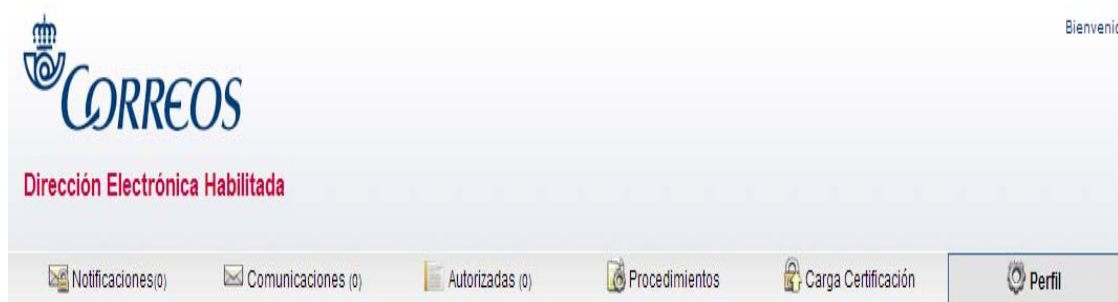 Bienvenid
CORREOS
Dirección Electrónica Habilitada
Notificaciones(0) Comunicaciones (0) Autorizadas (0) Procedimientos Carga Certificación Perfil